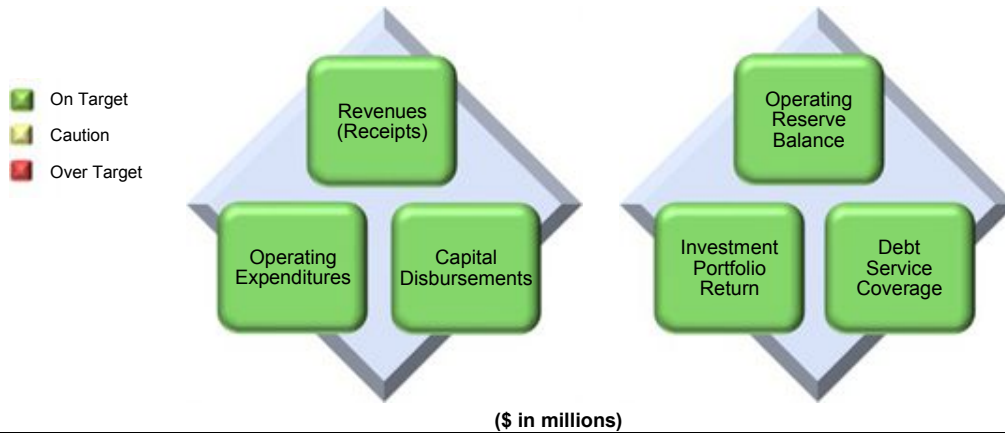 On Target
Caution
Over Target
Revenues
(Receipts)
Operating
Expenditures
Capital
Disbursements
Operating
Reserve
Balance
Investment
Portfolio
Return
Debt
Service
Coverage
($ in millions)